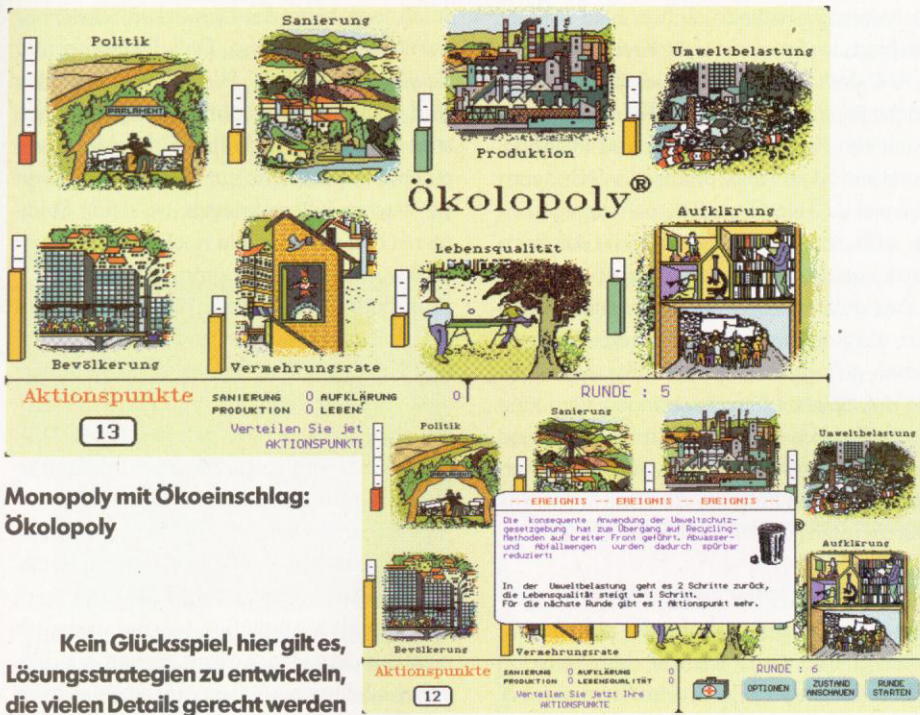 Politik
Sanierung
PARLAMENT
Produktion
Umweltbelastung
Ökolopoly®
Bevölkerung
Vermehrungsrate
Lebensqualität
Aufklärung
Aktionspunkte
13
SANIERUNG 0 AUFKLÄRUNG 0
PRODUKTION 0 LEBEN
Verteilen Sie jet
AKTIONSPUNKTE
RUNDE : 5
Monopoly mit Ökoeinschlag:
Ökolopoly
Kein Glücksspiel, hier gilt es,
Lösungsstrategien zu entwickeln,
die vielen Details gerecht werden
Politik
Sanierung
Umweltbelastung
PARLAMENT
-- EREIGNIS -- EREIGNIS -- EREIGNIS --
Die konsequente Anwendung der Umweltschutz-
gesetzgebung hat zum Übergang auf Recycling-
Methoden auf breiter Front geführt. Abwasser-
und Abfallmengen wurden dadurch spürbar
reduziert:
In der Umweltbelastung geht es 2 Schritte zurück,
die Lebensqualität steigt um 1 Schritt.
Für die nächste Runde gibt es 1 Aktionspunkt mehr.
®
Aufklärung
Bevölkerung
Vermehrungsrate
Aktionspunkte
12
SANIERUNG 0 AUFKLÄRUNG 0
PRODUKTION 0 LEBENSQUALITÄT 0
Verteilen Sie jetzt Ihre
AKTIONSPUNKTE
RUNDE : 6
OPTIONEN
ZUSTAND
ANSCHAUEN
RUNDE
STARTEN